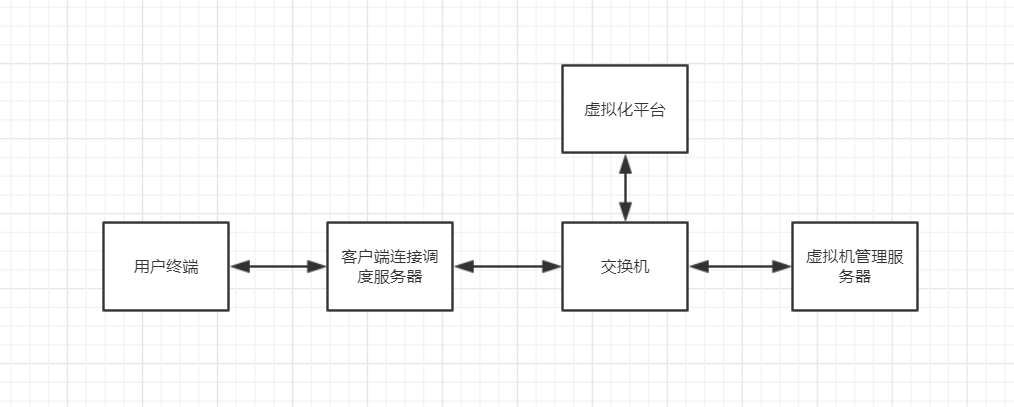 虚拟化平台
用户终端
客户端连接调
度服务器
交换机
虚拟机管理服
务器